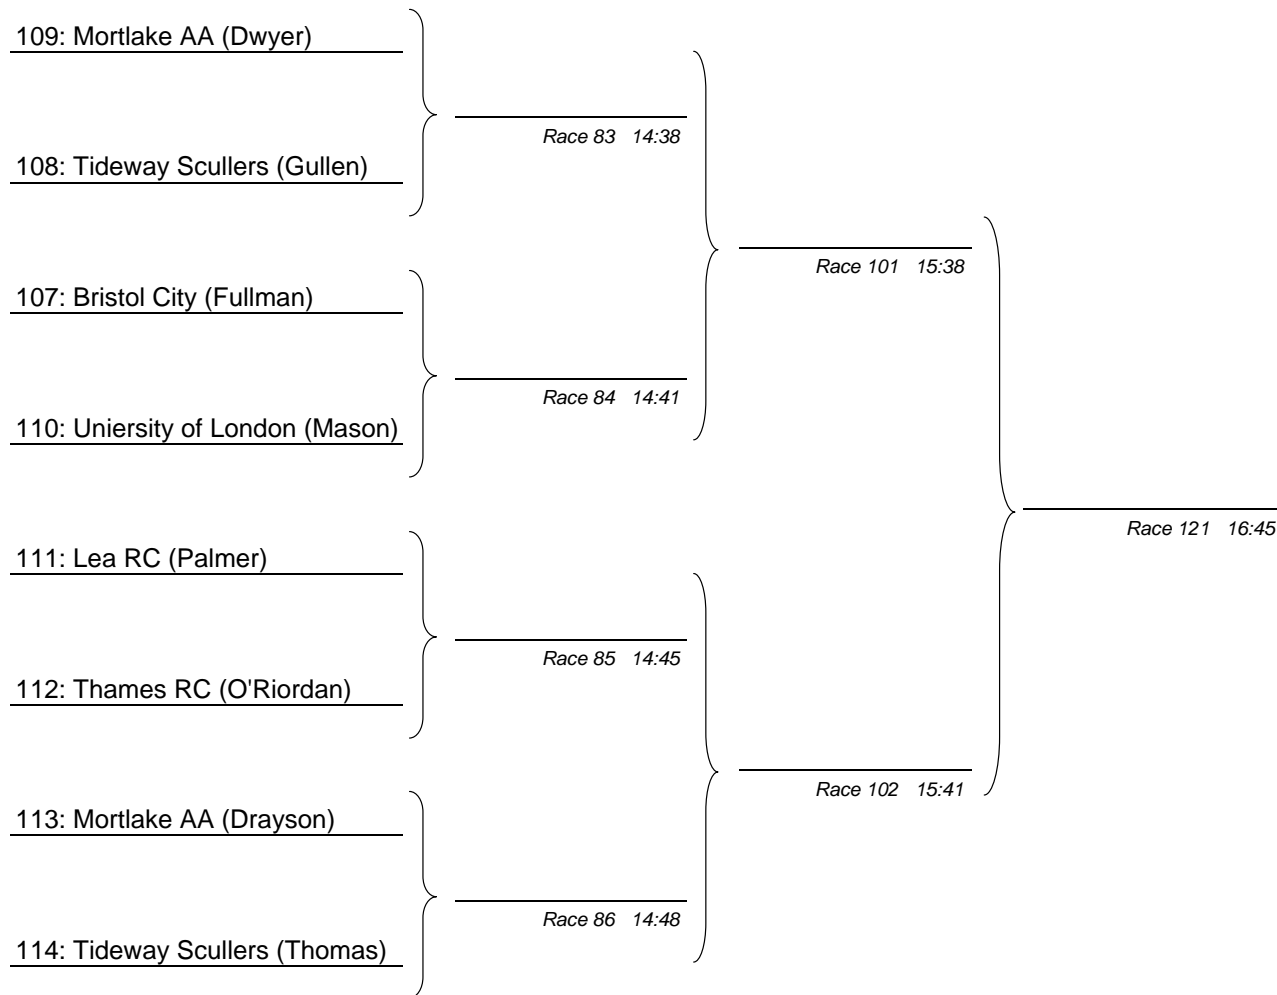 109: Mortlake AA (Dwyer)
Race 83 14:38
108: Tideway Scullers (Gullen)
Race 101 15:38
107: Bristol City (Fullman)
Race 84 14:41
110: Uniersity of London (Mason)
Race 121 16:45
111: Lea RC (Palmer)
Race 85 14:45
112: Thames RC (O'Riordan)
Race 102 15:41
113: Mortlake AA (Drayson)
Race 86 14:48
114: Tideway Scullers (Thomas)